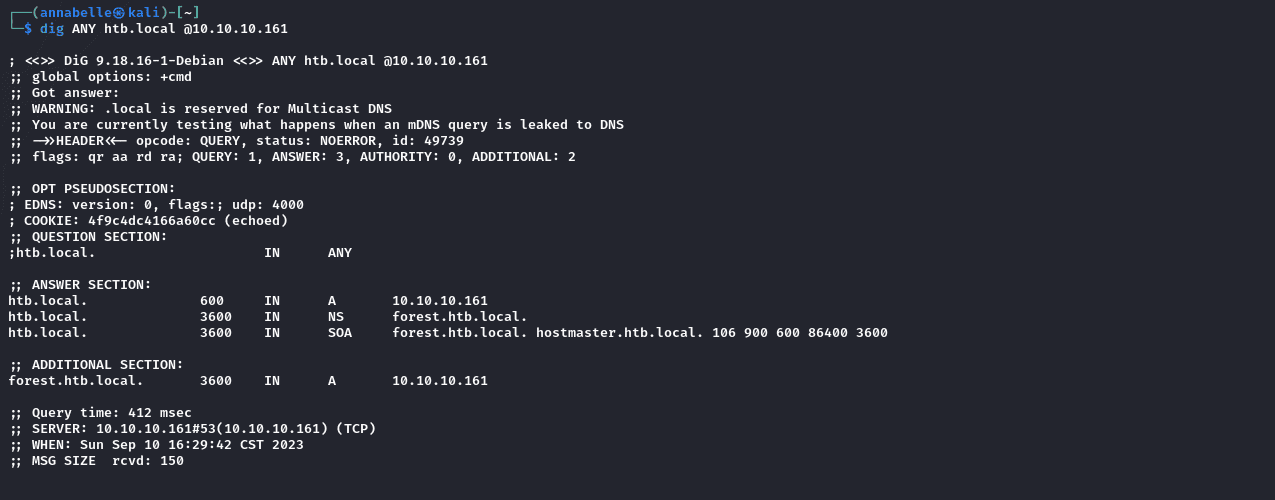 ┌──(annabelle㉿kali)-[~]
└─$ dig ANY htb.local @10.10.10.161

; <<>> DiG 9.18.16-1-Debian <<>> ANY htb.local @10.10.10.161
;; global options: +cmd
;; Got answer:
;; WARNING: .local is reserved for Multicast DNS
;; You are currently testing what happens when an mDNS query is leaked to DNS
;; ->>HEADER<<- opcode: QUERY, status: NOERROR, id: 49739
;; flags: qr aa rd ra; QUERY: 1, ANSWER: 3, AUTHORITY: 0, ADDITIONAL: 2

;; OPT PSEUDOSECTION:
; EDNS: version: 0, flags:; udp: 4000
; COOKIE: 4f9c4dc4166a60cc (echoed)
;; QUESTION SECTION:
;htb.local.                     IN      ANY

;; ANSWER SECTION:
htb.local.              600     IN      A       10.10.10.161
htb.local.              3600    IN      NS      forest.htb.local.
htb.local.              3600    IN      SOA     forest.htb.local. hostmaster.htb.local. 106 900 600 86400 3600

;; ADDITIONAL SECTION:
forest.htb.local.       3600    IN      A       10.10.10.161

;; Query time: 412 msec
;; SERVER: 10.10.10.161#53(10.10.10.161) (TCP)
;; WHEN: Sun Sep 10 16:29:42 CST 2023
;; MSG SIZE  rcvd: 150